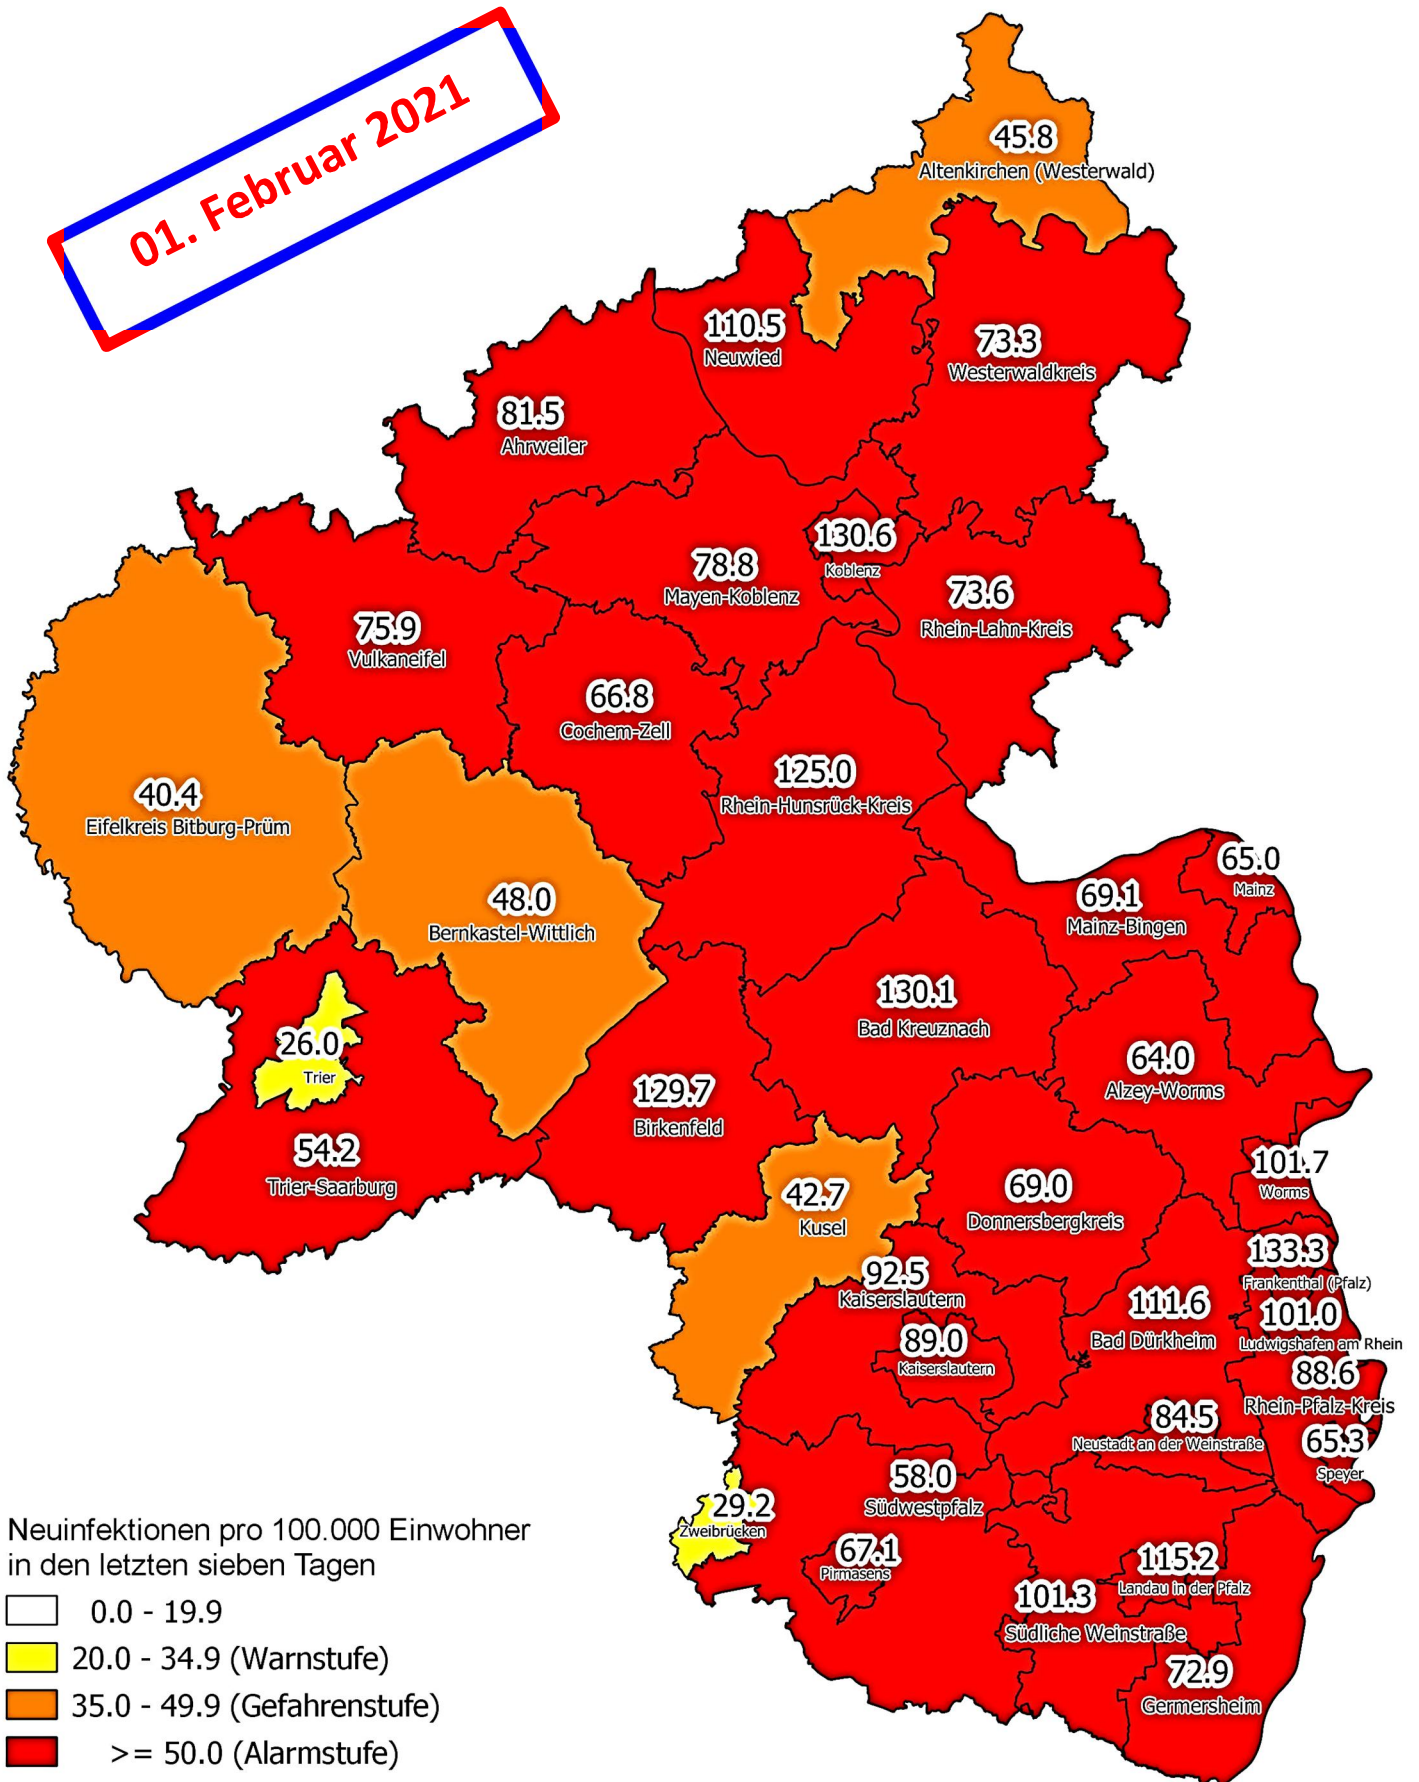 01. Februar 2021
45.8
Altenkirchen (Westerwald)
110.5
Neuwied
73.3
Westerwaldkreis
81.5
Ahrweiler
130.6
Koblenz
78.8
Mayen-Koblenz
73.6
Rhein-Lahn-Kreis
75.9
Vulkaneifel
66.8
Cochem-Zell
125.0
Rhein-Hunsrück-Kreis
40.4
Eifelkreis Bitburg-Prüm
65.0
Mainz
69.1
Mainz-Bingen
48.0
Bernkastel-Wittlich
130.1
Bad Kreuznach
26.0
Trier
64.0
Alzey-Worms
129.7
Birkenfeld
54.2
Trier-Saarburg
101.7
Worms
42.7
Kusel
69.0
Donnersbergkreis
133.3
Frankenthal (Pfalz)
92.5
Kaiserslautern
111.6
Bad Dürkheim
101.0
Ludwigshafen am Rhein
89.0
Kaiserslautern
88.6
Rhein-Pfalz-Kreis
84.5
Neustadt an der Weinstraße
65.3
Speyer
58.0
Südwestpfalz
29.2
Zweibrücken
67.1
Pirmasens
115.2
Landau in der Pfalz
101.3
Südliche Weinstraße
72.9
Germersheim
Neuinfektionen pro 100.000 Einwohner
in den letzten sieben Tagen
0.0 - 19.9
20.0 - 34.9 (Warnstufe)
35.0 - 49.9 (Gefahrenstufe)
>= 50.0 (Alarmstufe)